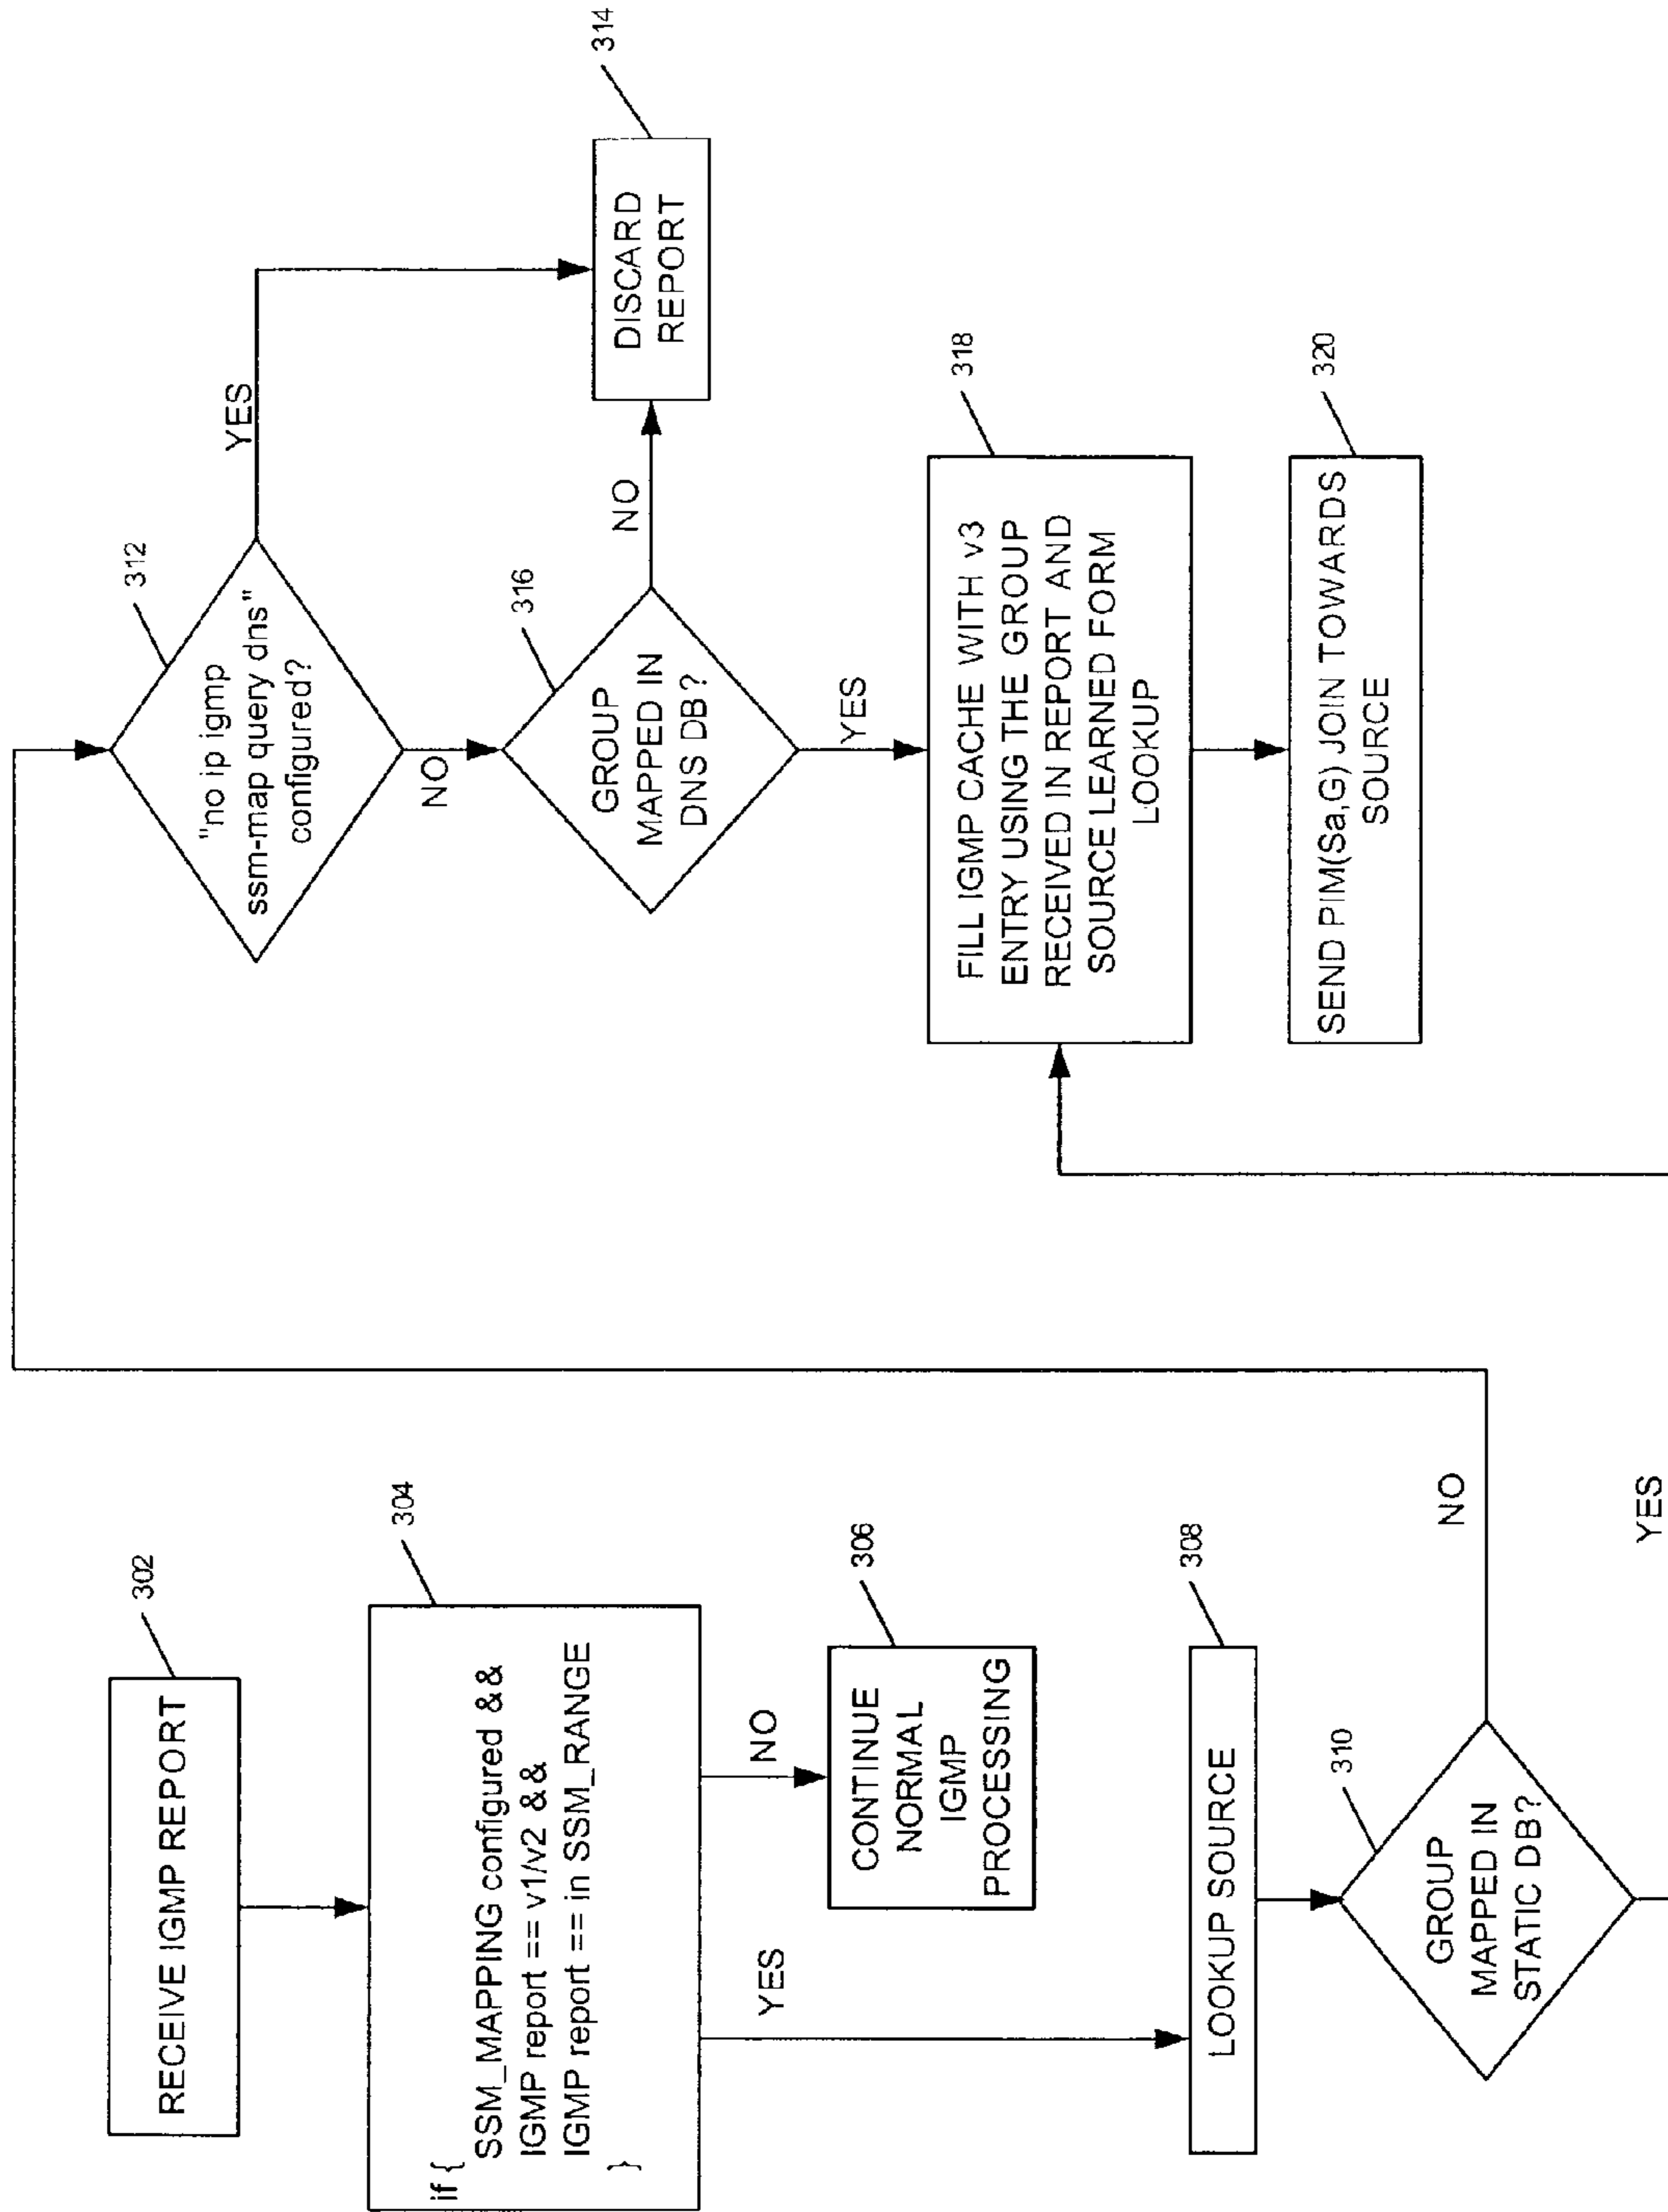 302
RECEIVE IGMP REPORT
304
if {
SSM_MAPPING configured &&
IGMP report == v1/v2 &&
IGMP report == in SSM_RANGE
}
NO
YES
306
CONTINUE
NORMAL
IGMP
PROCESSING
308
LOOKUP SOURCE
310
GROUP
MAPPED IN
STATIC DB?
NO
YES
312
"no ip igmp
ssm-map query dns"
configured?
YES
NO
314
DISCARD
REPORT
316
GROUP
MAPPED IN
DNS DB?
NO
YES
318
FILL IGMP CACHE WITH v3
ENTRY USING THE GROUP
RECEIVED IN REPORT AND
SOURCE LEARNED FORM
LOOKUP
320
SEND PIM(Sa,G) JOIN TOWARDS
SOURCE